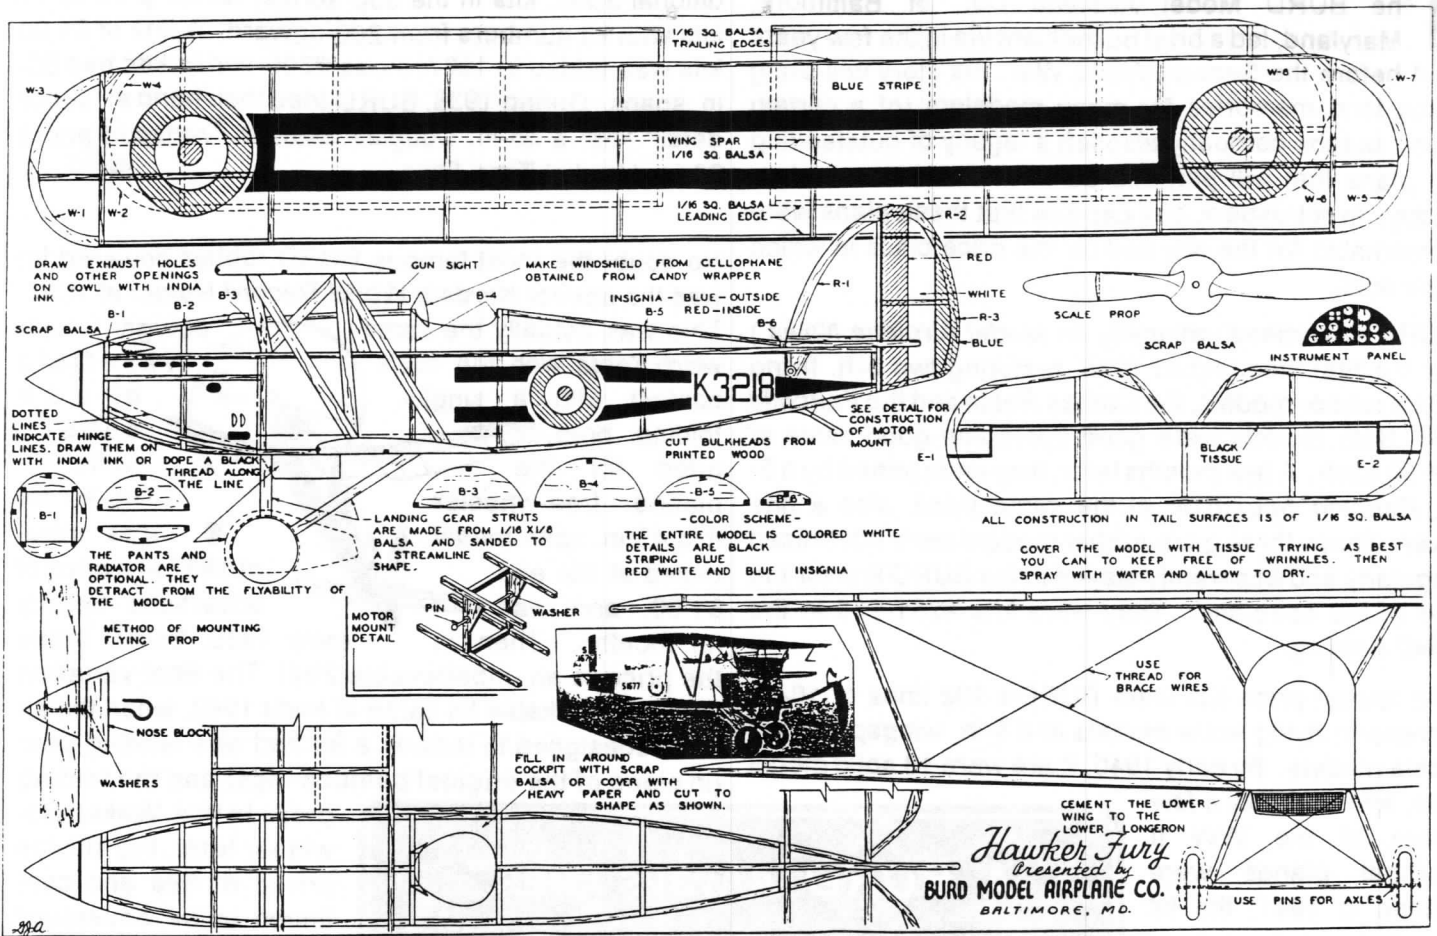 1/16 SQ. BALSA
TRAILING EDGES
W-3
W-4
BLUE STRIPE
W-6
W-7
WING SPAR
1/16 SQ. BALSA
W-1
W-2
1/16 SQ. BALSA
LEADING EDGE
R-2
W-6
W-5
DRAW EXHAUST HOLES
AND OTHER OPENINGS
ON COWL WITH INDIA
INK
GUN SIGHT
MAKE WINDSHIELD FROM CELLOPHANE
OBTAINED FROM CANDY WRAPPER
RED
B-1
B-2
B-3
B-4
INSIGNIA - BLUE - OUTSIDE
RED - INSIDE
B-5
B-6
R-1
WHITE
R-3
BLUE
SCRAP BALSA
SCALE PROP
SCRAP BALSA
INSTRUMENT PANEL
K3218
DD
DOTTED
LINES
INDICATE HINGE
LINES. DRAW THEM ON
WITH INDIA INK OR DOPE A BLACK
THREAD ALONG
THE LINE
SEE DETAIL FOR
CONSTRUCTION
OF MOTOR
MOUNT
CUT BULKHEADS FROM
PRINTED WOOD
E-1
BLACK
TISSUE
E-2
B-1
B-2
B-3
B-4
B-5
B-6
ALL CONSTRUCTION IN TAIL SURFACES IS OF 1/16 SQ. BALSA
LANDING GEAR STRUTS
ARE MADE FROM 1/16 X 1/8
BALSA AND SANDED TO
A STREAMLINE
SHAPE.
- COLOR SCHEME -
THE ENTIRE MODEL IS COLORED WHITE
DETAILS ARE BLACK
STRIPING BLUE
RED WHITE AND BLUE INSIGNIA
COVER THE MODEL WITH TISSUE TRYING AS BEST
YOU CAN TO KEEP FREE OF WRINKLES. THEN
SPRAY WITH WATER AND ALLOW TO DRY.
THE PANTS AND
RADIATOR ARE
OPTIONAL. THEY
DETRACT FROM THE FLYABILITY OF
THE MODEL
METHOD OF MOUNTING
FLYING PROP
MOTOR
MOUNT
DETAIL
PIN
WASHER
USE
THREAD FOR
BRACE WIRES
S1677
NOSE BLOCK
WASHERS
FILL IN AROUND
COCKPIT WITH SCRAP
BALSA OR COVER WITH
HEAVY PAPER AND CUT TO
SHAPE AS SHOWN.
CEMENT THE LOWER
WING TO THE
LOWER LONGERON
Hawker Fury
Presented by
BURD MODEL AIRPLANE CO.
BALTIMORE, MD.
USE PINS FOR AXLES